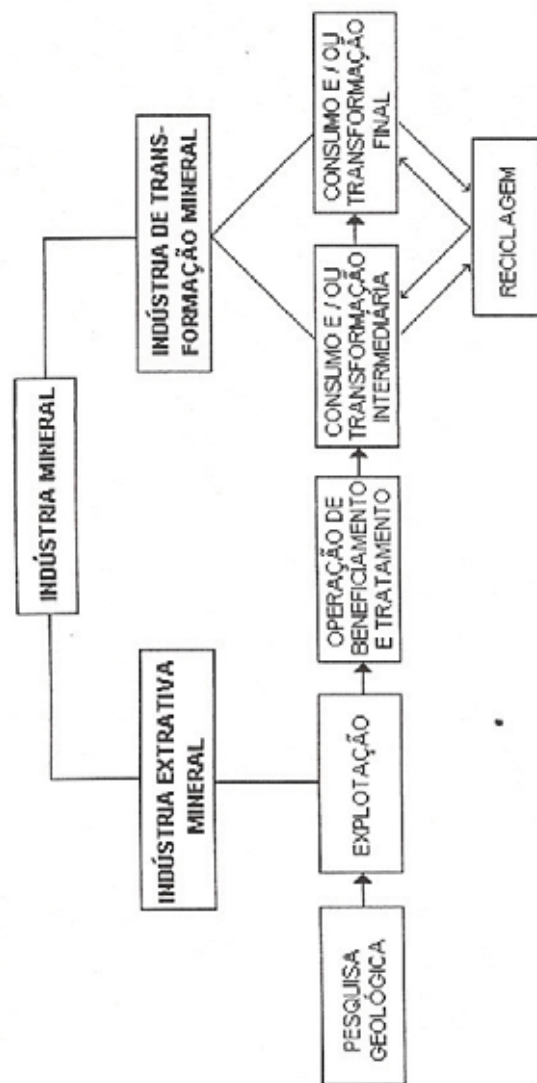 INDÚSTRIA MINERAL
INDÚSTRIA EXTRATIVA
MINERAL
INDÚSTRIA DE TRANS-
FORMAÇÃO MINERAL
PESQUISA
GEOLÓGICA
EXPLOTAÇÃO
OPERAÇÃO DE
BENEFICIAMENTO
E TRATAMENTO
CONSUMO E / OU
TRANSFORMAÇÃO
INTERMEDIÁRIA
CONSUMO E / OU
TRANSFORMAÇÃO
FINAL
RECICLAGEM